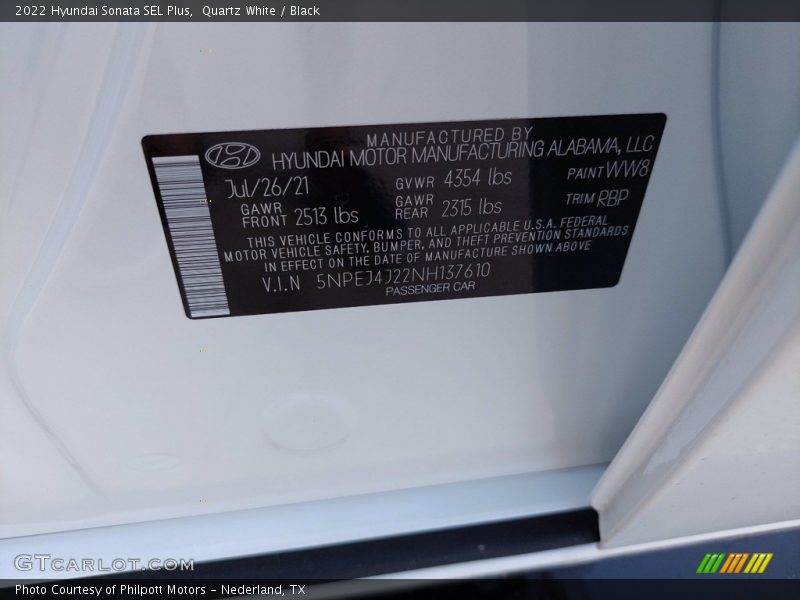 2022 Hyundai Sonata SEL Plus, Quartz White / Black
MANUFACTURED BY
HYUNDAI MOTOR MANUFACTURING ALABAMA, LLC
Jul/26/21
GVWR 4354 lbs
PAINT WW8
GAWR FRONT 2513 lbs
GAWR REAR 2315 lbs
TRIM RBP
THIS VEHICLE CONFORMS TO ALL APPLICABLE U.S.A. FEDERAL
MOTOR VEHICLE SAFETY, BUMPER, AND THEFT PREVENTION STANDARDS
IN EFFECT ON THE DATE OF MANUFACTURE SHOWN ABOVE
V.I.N 5NPEJ4J22NH137610
PASSENGER CAR
GTCARLOT.COM
Photo Courtesy of Philpott Motors - Nederland, TX